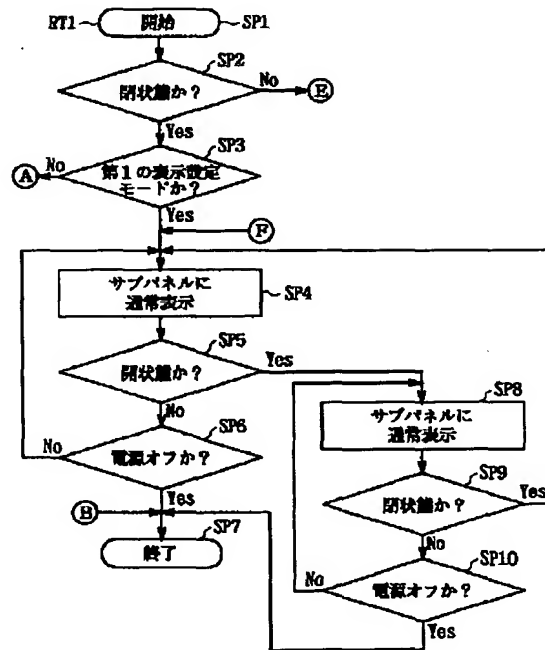 RT1
開始
SP1
SP2
閉状態か?
No
E
Yes
SP3
No
A
第1の表示設定
モードか?
Yes
F
サブパネルに
通常表示
SP4
SP5
開状態か?
Yes
No
SP6
No
電源オフか?
Yes
B
SP7
終了
SP8
サブパネルに
通常表示
SP9
閉状態か?
Yes
No
SP10
No
電源オフか?
Yes